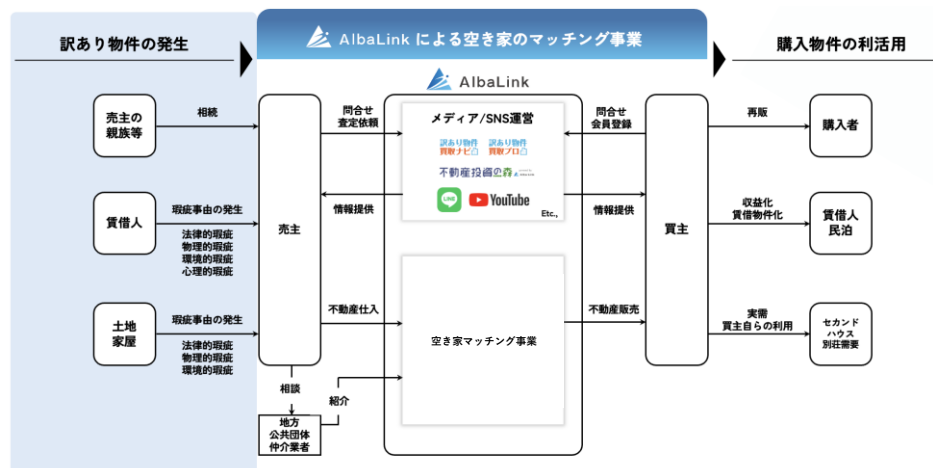 訳あり物件の発生
AlbaLink による空き家のマッチング事業
購入物件の利活用
AlbaLink
売主の
親族等
相続
賃借人
瑕疵事由の発生
法律的瑕疵
物理的瑕疵
環境的瑕疵
心理的瑕疵
土地
家屋
瑕疵事由の発生
法律的瑕疵
物理的瑕疵
環境的瑕疵
売主
問合せ
査定依頼
情報提供
不動産仕入
相談
地方
公共団体
仲介業者
紹介
メディア/SNS運営
訳あり物件
買取ナビ
訳あり物件
買取プロ
不動産投資の森
LINE
YouTube
Etc.,
空き家マッチング事業
問合せ
会員登録
情報提供
不動産販売
買主
再販
購入者
収益化
賃借物件化
賃借人
民泊
実需
買主自らの利用
セカンド
ハウス
別荘需要